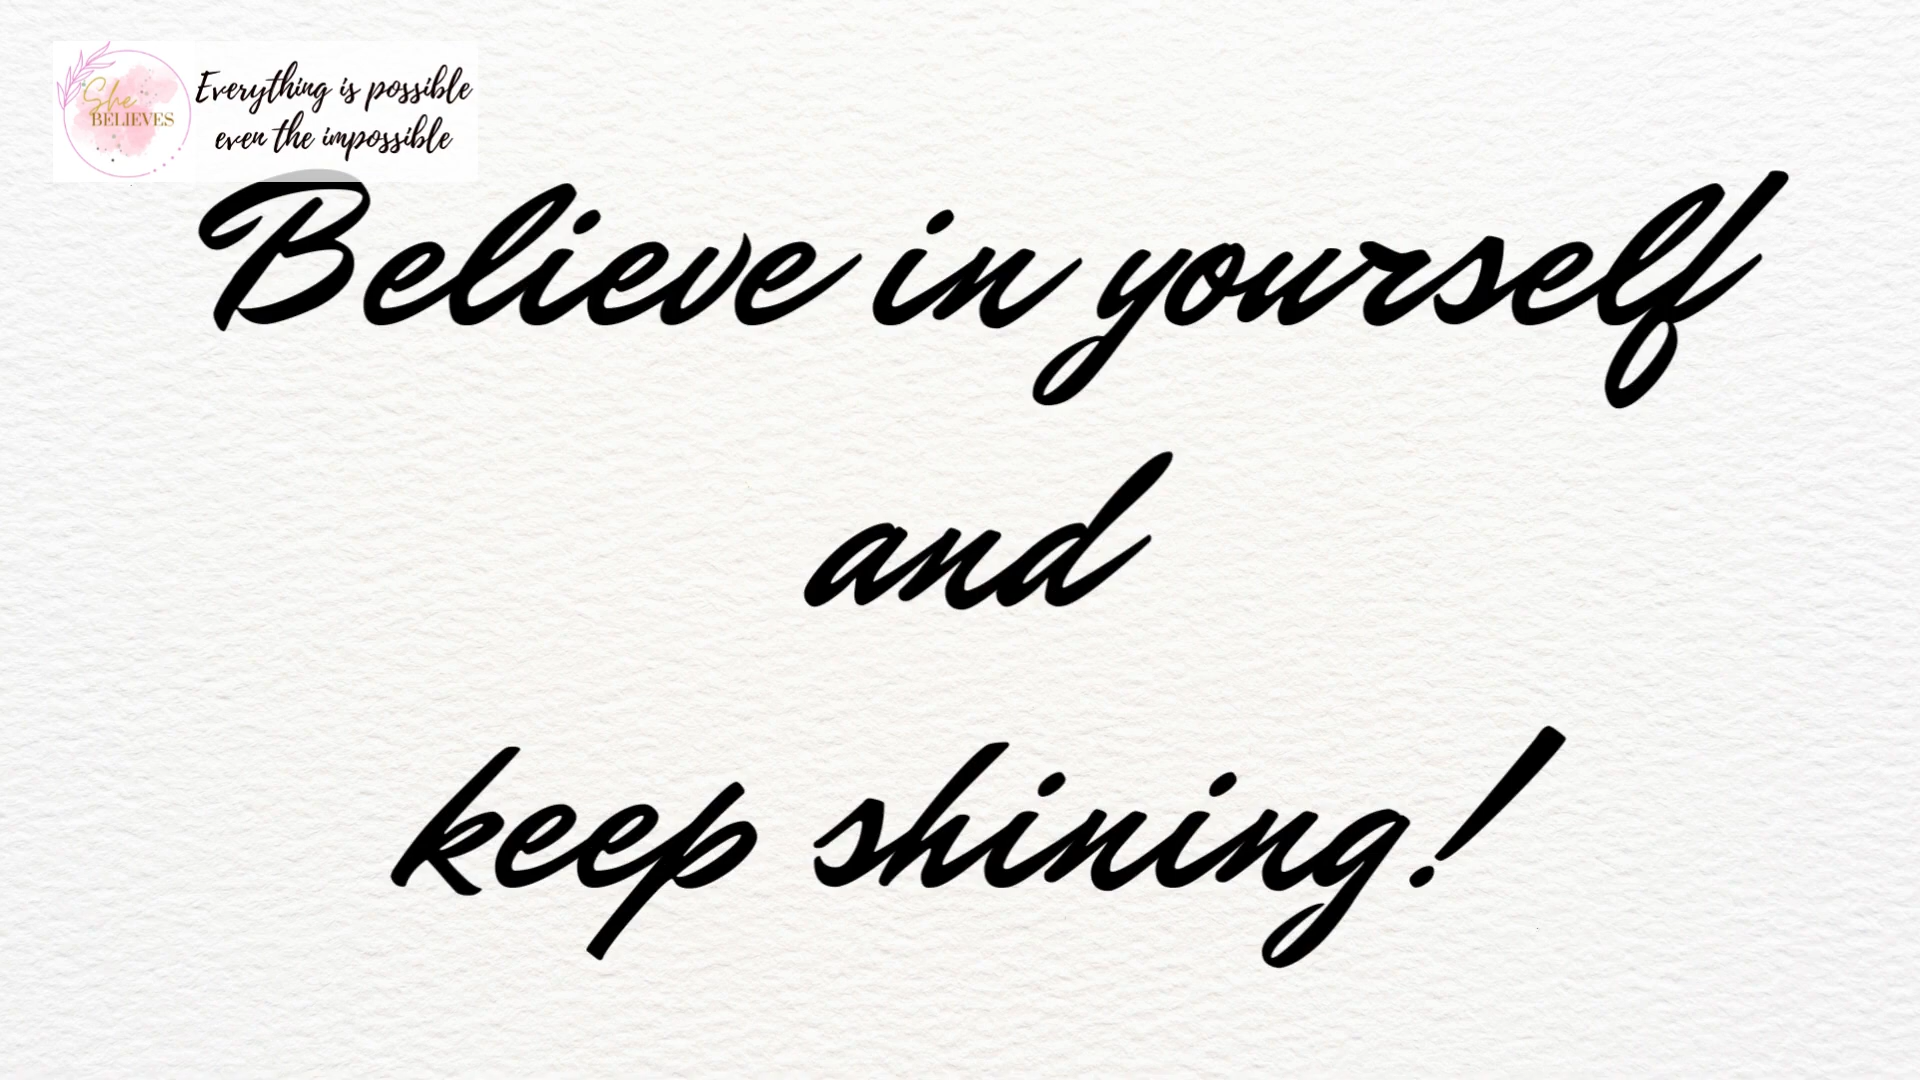 She
BELIEVES
Everything is possible
even the impossible
Believe in yourself
and
keep shining!